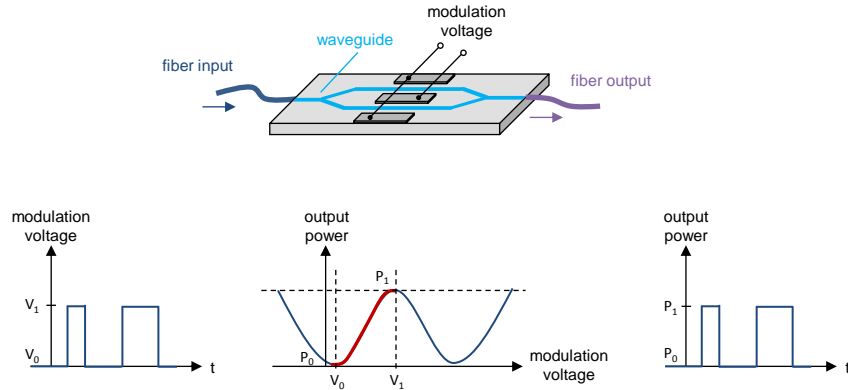 modulation
voltage
waveguide
fiber input
fiber output
modulation
voltage
V1
V0
t
output
power
P1
P0
V0
V1
modulation
voltage
output
power
P1
P0
t